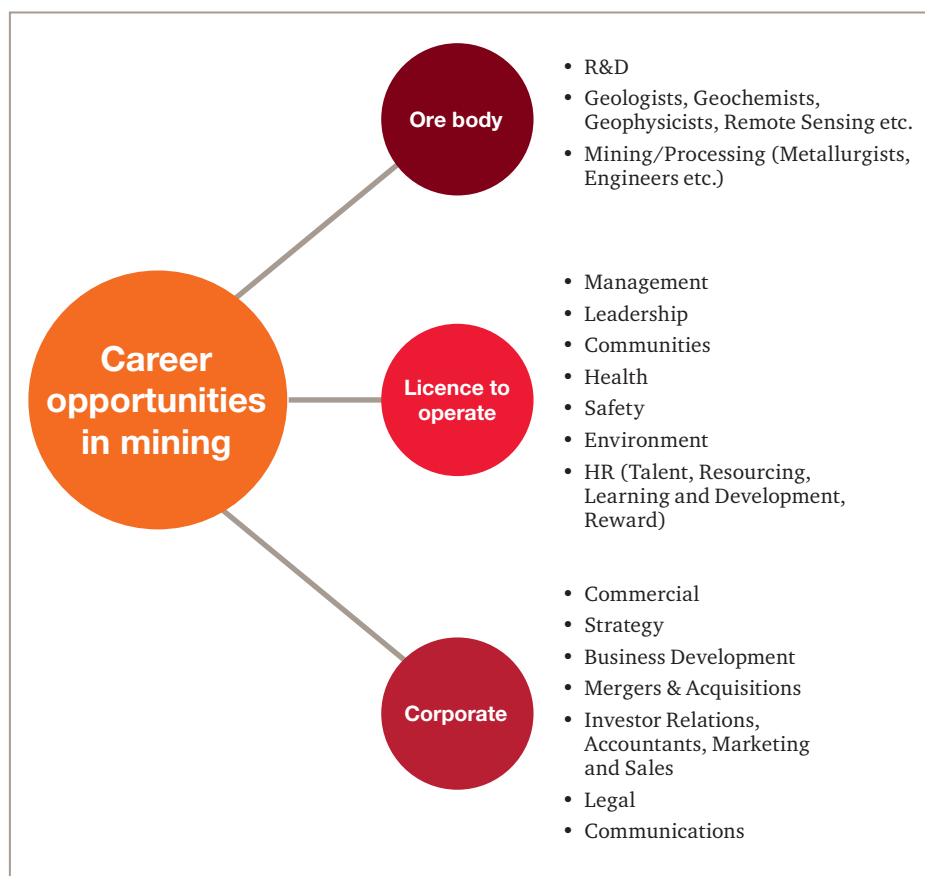 Career
opportunities
in mining
Ore body
• R&D
• Geologists, Geochemists,
Geophysicists, Remote Sensing etc.
• Mining/Processing (Metallurgists,
Engineers etc.)
Licence to
operate
• Management
• Leadership
• Communities
• Health
• Safety
• Environment
• HR (Talent, Resourcing,
Learning and Development,
Reward)
Corporate
• Commercial
• Strategy
• Business Development
• Mergers & Acquisitions
• Investor Relations,
Accountants, Marketing
and Sales
• Legal
• Communications